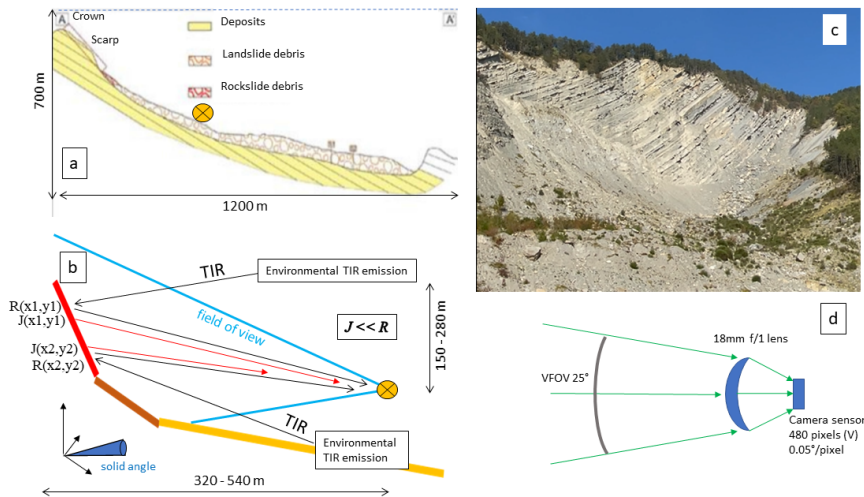 A
A'
Crown
Scarp
Deposits
Landslide debris
Rockslide debris
700 m
a
1200 m
c
b
TIR
Environmental TIR emission
R(x1,y1)
J(x1,y1)
field of view
J << R
J(x2,y2)
R(x2,y2)
150 - 280 m
TIR
Environmental
TIR emission
solid angle
320 - 540 m
d
18mm f/1 lens
VFOV 25°
Camera sensor
480 pixels (V)
0.05°/pixel